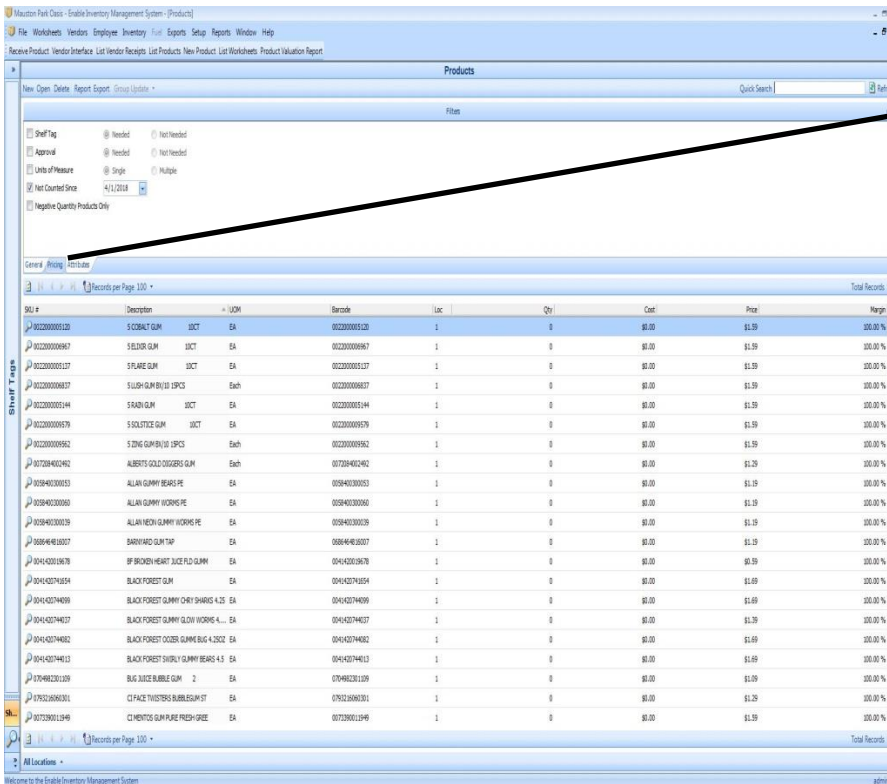 Mauston Park Oasis - Enable Inventory Management System - [Products]
File Worksheets Vendors Employee Inventory Fuel Exports Setup Reports Window Help
Receive Product Vendor Interface List Vendor Receipts List Products New Product List Worksheets Product Valuation Report
Products
New Open Delete Report Export Group Update Quick Search Ref
Filters
Shelf Tag Needed Not Needed
Approval Needed Not Needed
Units of Measure Single Multiple
Not Counted Since 4/1/2018
Negative Quantity Products Only
General Pricing Attributes
Records per Page 100 Total Records
SKU # Description UOM Barcode Loc Qty Cost Price Margin
0022000005120 5 COBALT GUM 10CT EA 0022000005120 1 0 $0.00 $1.59 100.00 %
0022000006967 5 ELIXIR GUM 10CT EA 0022000006967 1 0 $0.00 $1.59 100.00 %
0022000005137 5 FLARE GUM 10CT EA 0022000005137 1 0 $0.00 $1.59 100.00 %
0022000006837 5 LUSH GUM BX/10 15PCS Each 0022000006837 1 0 $0.00 $1.59 100.00 %
0022000005144 5 RAIN GUM 10CT EA 0022000005144 1 0 $0.00 $1.59 100.00 %
0022000009579 5 SOLSTICE GUM 10CT EA 0022000009579 1 0 $0.00 $1.59 100.00 %
0022000009562 5 ZING GUM BX/10 15PCS Each 0022000009562 1 0 $0.00 $1.59 100.00 %
0072084002492 ALBERTS GOLD DIGGERS GUM Each 0072084002492 1 0 $0.00 $1.29 100.00 %
0058400300053 ALLAN GUMMY BEARS PE EA 0058400300053 1 0 $0.00 $1.19 100.00 %
0058400300060 ALLAN GUMMY WORMS PE EA 0058400300060 1 0 $0.00 $1.19 100.00 %
0058400300039 ALLAN NEON GUMMY WORMS PE EA 0058400300039 1 0 $0.00 $1.19 100.00 %
0686464816007 BARNYARD GUM TAP EA 0686464816007 1 0 $0.00 $1.19 100.00 %
0041420019678 BF BROKEN HEART JUCE FLD GUMM EA 0041420019678 1 0 $0.00 $0.59 100.00 %
0041420741654 BLACK FOREST GUM EA 0041420741654 1 0 $0.00 $1.69 100.00 %
0041420744099 BLACK FOREST GUMMY CHRY SHARKS 4.25 EA 0041420744099 1 0 $0.00 $1.69 100.00 %
0041420744037 BLACK FOREST GUMMY GLOW WORMS 4.... EA 0041420744037 1 0 $0.00 $1.39 100.00 %
0041420744082 BLACK FOREST OOZER GUMMI BUG 4.25OZ EA 0041420744082 1 0 $0.00 $1.69 100.00 %
0041420744013 BLACK FOREST SWIRLY GUMMY BEARS 4.5 EA 0041420744013 1 0 $0.00 $1.69 100.00 %
0704982301109 BUG JUICE BUBBLE GUM 2 EA 0704982301109 1 0 $0.00 $1.09 100.00 %
0793216060301 CI FACE TWISTERS BUBBLEGUM ST EA 0793216060301 1 0 $0.00 $1.29 100.00 %
0073390011949 CI MENTOS GUM PURE FRESH GREE EA 0073390011949 1 0 $0.00 $1.59 100.00 %
Shelf Tags
Sh...
Records per Page 100 Total Records
All Locations
Welcome to the Enable Inventory Management System admin